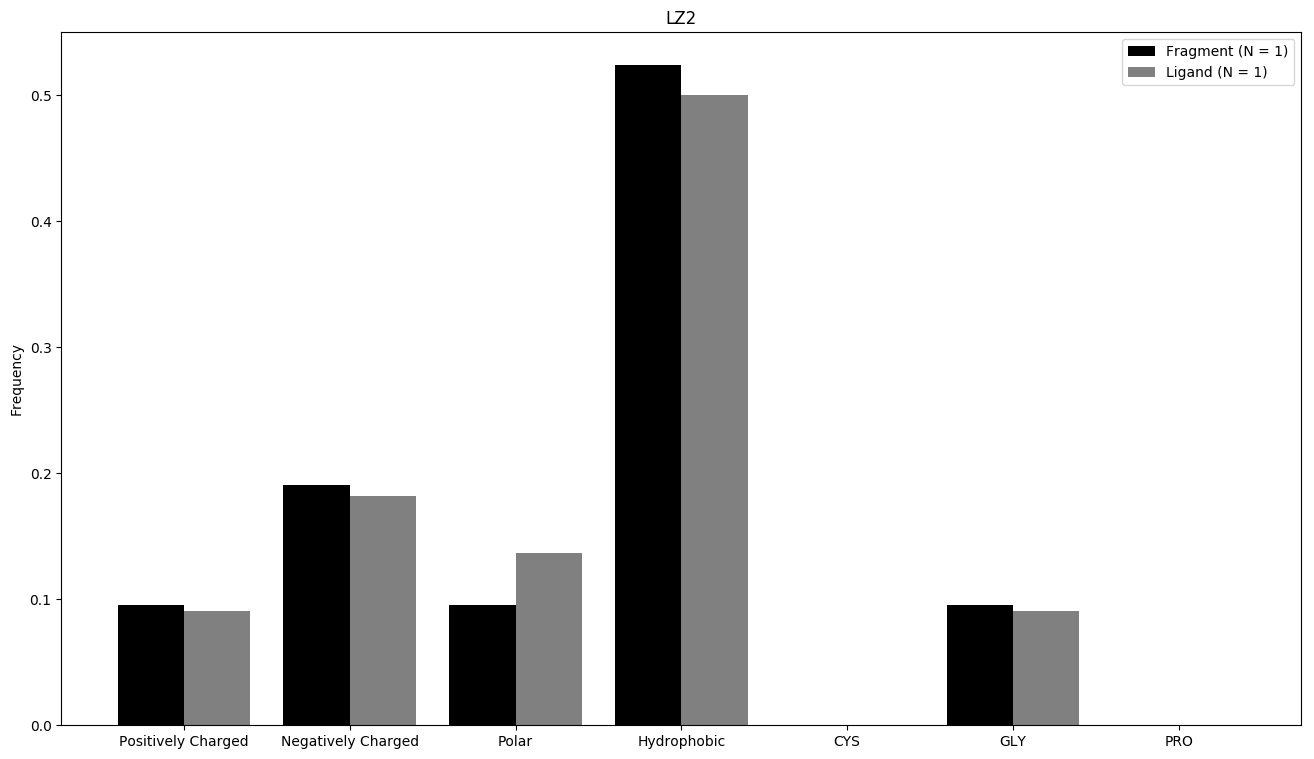 LZ2
Fragment (N = 1)
Ligand (N = 1)
Frequency
0.5
0.4
0.3
0.2
0.1
0.0
Positively Charged Negatively Charged Polar Hydrophobic CYS GLY PRO